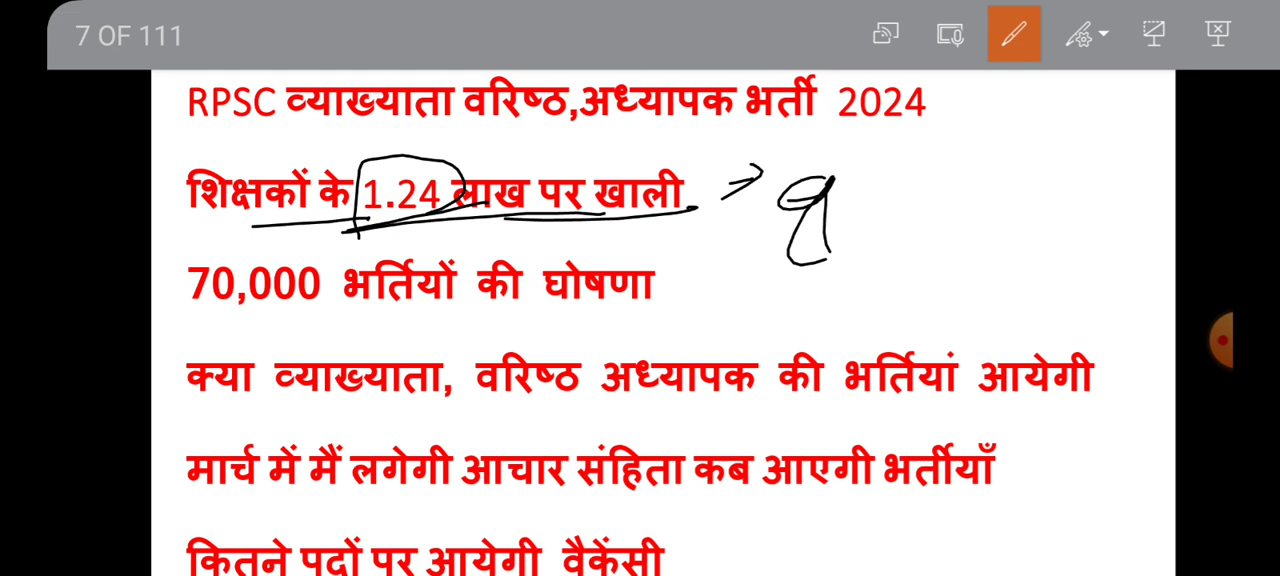 7 OF 111
RPSC व्याख्याता वरिष्ठ,अध्यापक भर्ती 2024
शिक्षकों के 1.24 लाख पर खाली
70,000 भर्तियों की घोषणा
क्या व्याख्याता, वरिष्ठ अध्यापक की भर्तियां आयेगी
मार्च में मैं लगेगी आचार संहिता कब आएगी भर्तीयाँ
कितने पदों पर आयेगी वैकेंसी